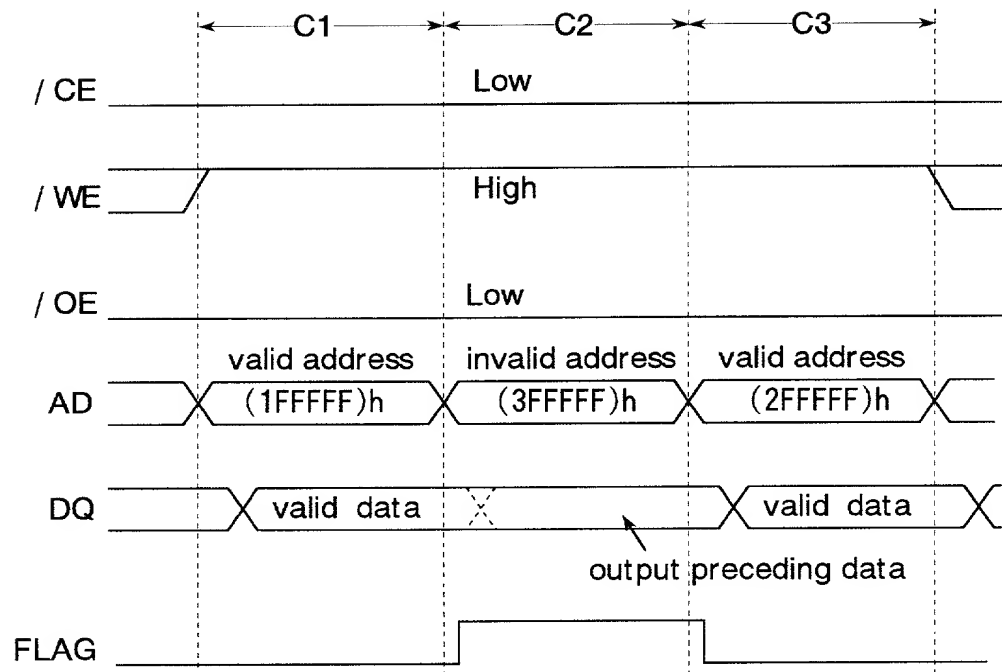 C1 C2 C3
/ CE Low
/ WE High
/ OE Low
valid address invalid address valid address
AD (1FFFFF)h (3FFFFF)h (2FFFFF)h
DQ valid data valid data
output preceding data
FLAG